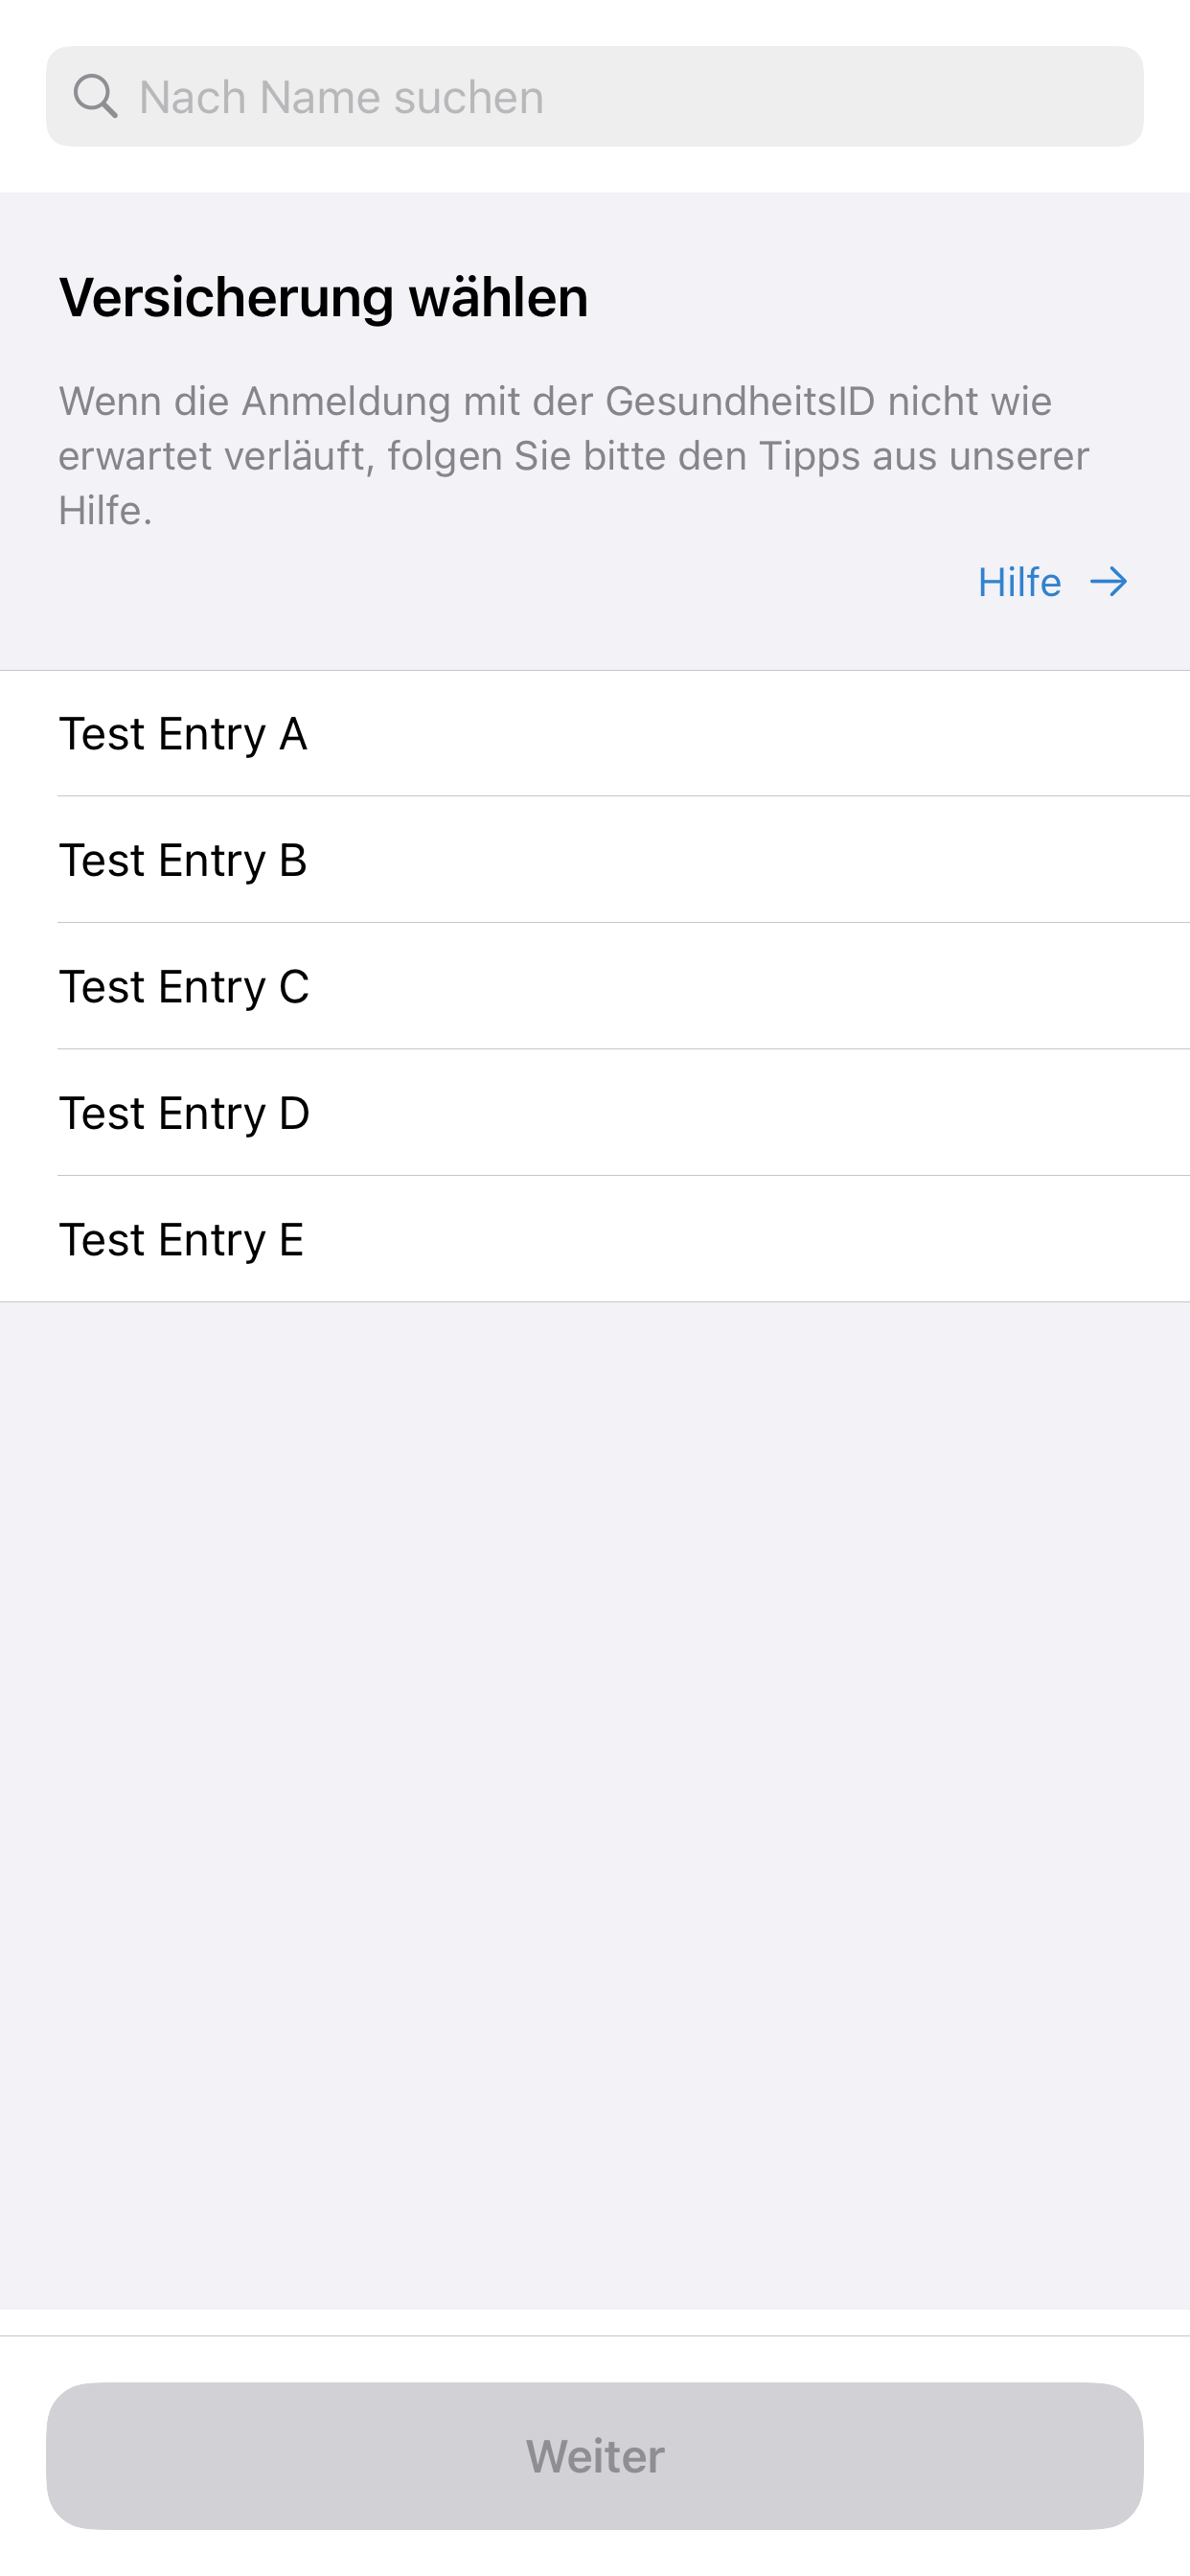 Nach Name suchen
Versicherung wählen
Wenn die Anmeldung mit der GesundheitsID nicht wie
erwartet verläuft, folgen Sie bitte den Tipps aus unserer
Hilfe.
Hilfe →
Test Entry A
Test Entry B
Test Entry C
Test Entry D
Test Entry E
Weiter